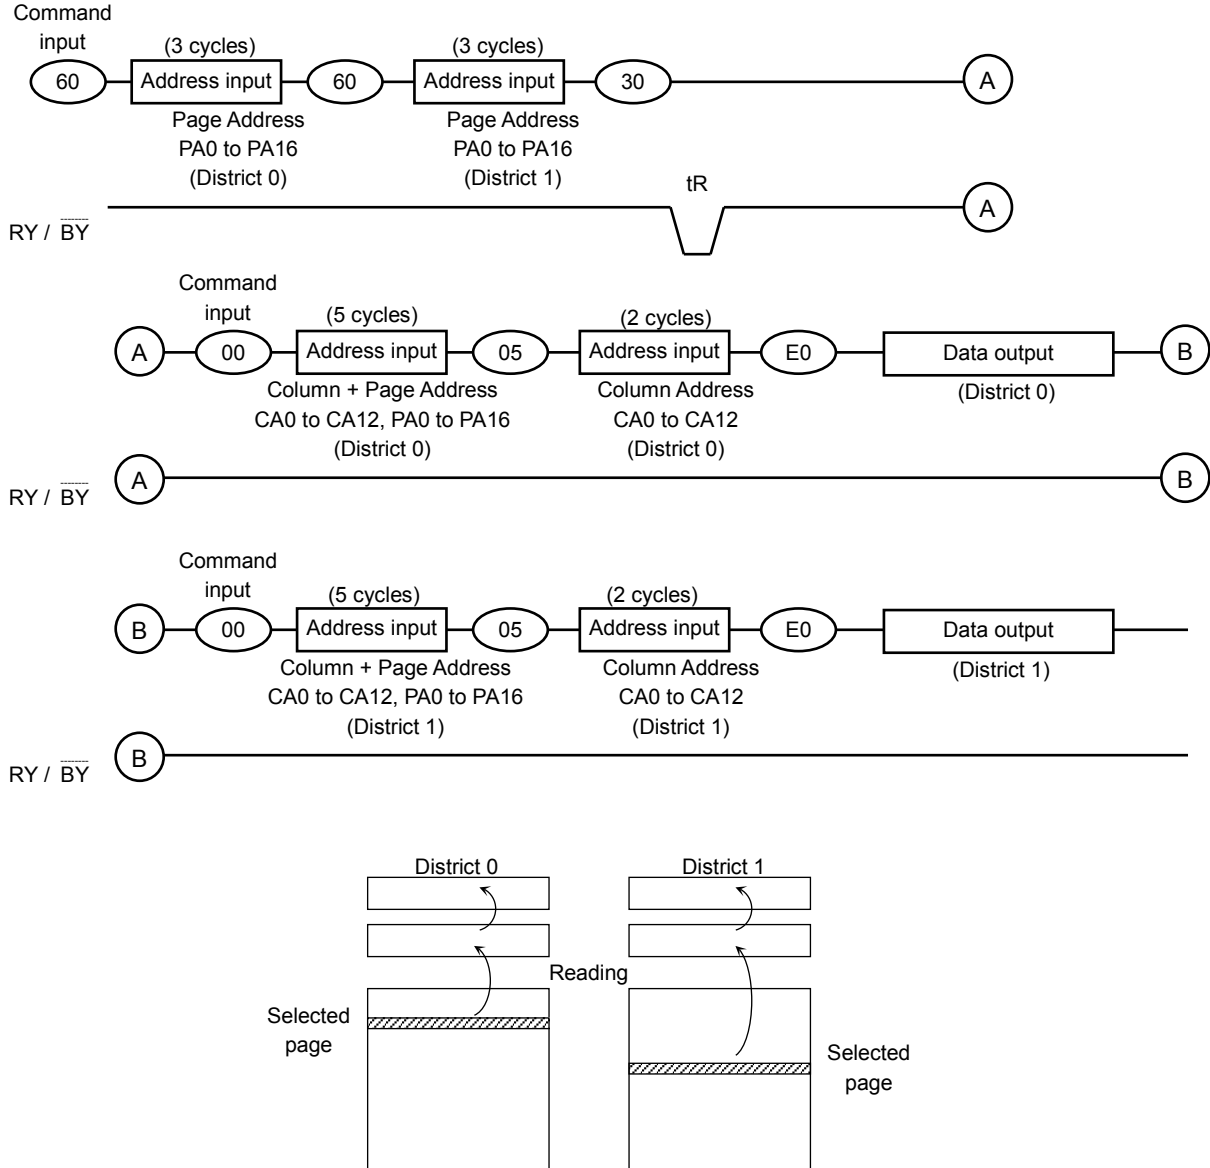 Command
input
(3 cycles) (3 cycles)
60 Address input 60 Address input 30 A
Page Address Page Address
PA0 to PA16 PA0 to PA16
(District 0) (District 1)
tR
A
RY / BY
Command
input
(5 cycles) (2 cycles)
A 00 Address input 05 Address input E0 Data output B
Column + Page Address Column Address (District 0)
CA0 to CA12, PA0 to PA16 CA0 to CA12
(District 0) (District 0)
RY / BY A B
Command
input
(5 cycles) (2 cycles)
B 00 Address input 05 Address input E0 Data output
Column + Page Address Column Address (District 1)
CA0 to CA12, PA0 to PA16 CA0 to CA12
(District 1) (District 1)
RY / BY B
District 0 District 1
Reading
Selected
page
Selected
page